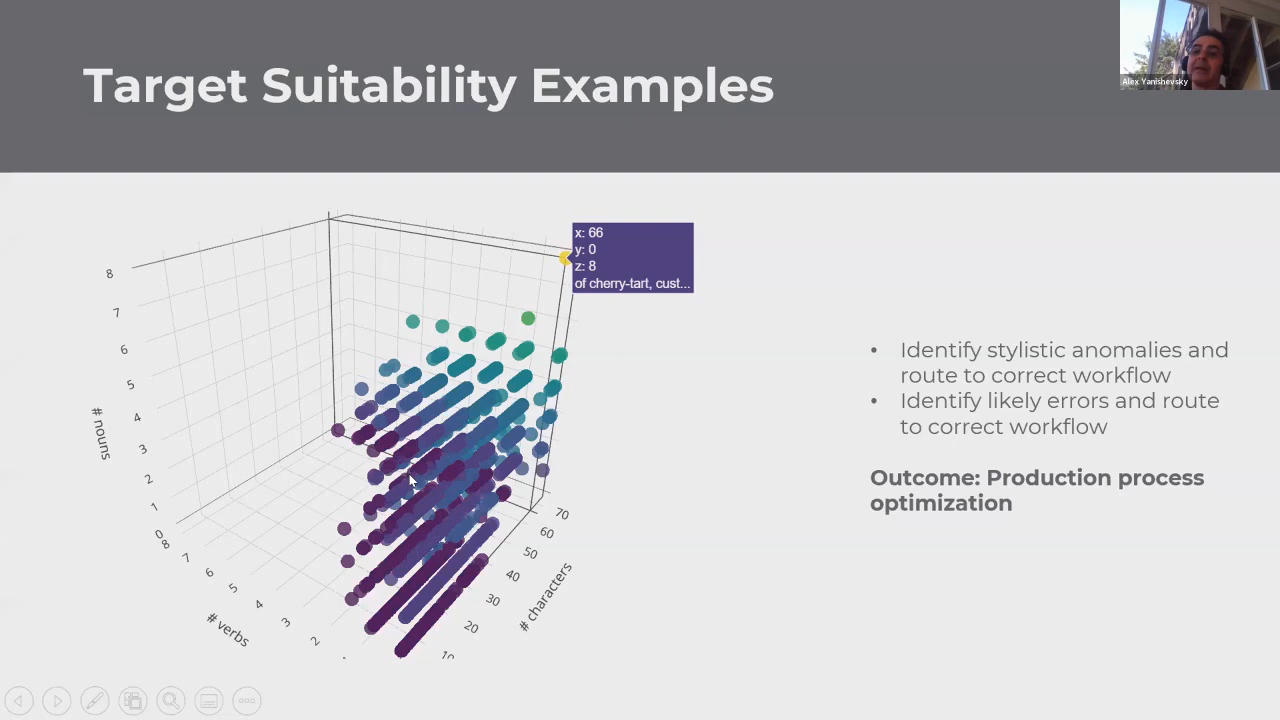 Target Suitability Examples
Alex Yanishevsky
x: 66
y: 0
z: 8
of cherry-tart, cust...
8
7
6
5
4
3
2
1
0
# nouns
8
7
6
5
4
3
2
# verbs
70
60
50
40
30
20
10
# characters
• Identify stylistic anomalies and
route to correct workflow
• Identify likely errors and route
to correct workflow
Outcome: Production process
optimization